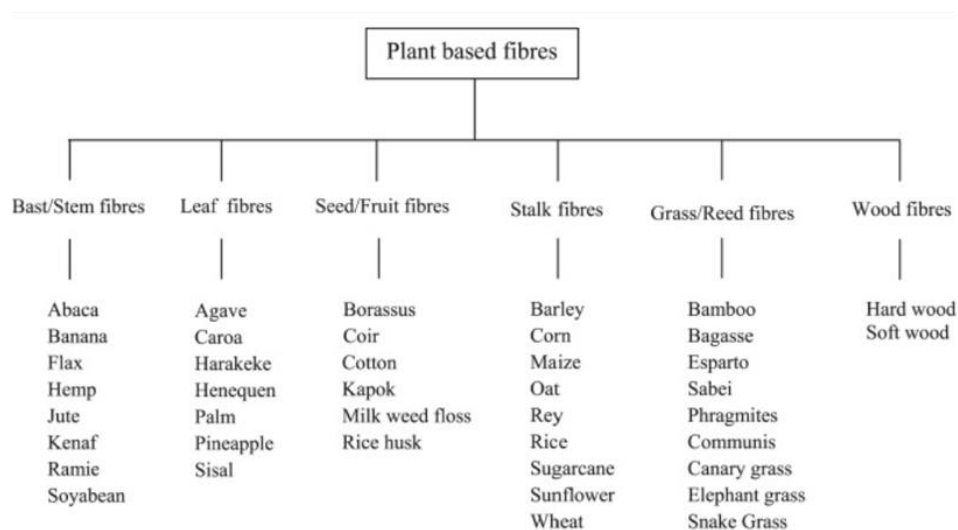 Plant based fibres
Bast/Stem fibres
Leaf fibres
Seed/Fruit fibres
Stalk fibres
Grass/Reed fibres
Wood fibres
Abaca
Banana
Flax
Hemp
Jute
Kenaf
Ramie
Soyabean
Agave
Caroa
Harakeke
Henequen
Palm
Pineapple
Sisal
Borassus
Coir
Cotton
Kapok
Milk weed floss
Rice husk
Barley
Corn
Maize
Oat
Rey
Rice
Sugarcane
Sunflower
Wheat
Bamboo
Bagasse
Esparto
Sabei
Phragmites
Communis
Canary grass
Elephant grass
Snake Grass
Hard wood
Soft wood